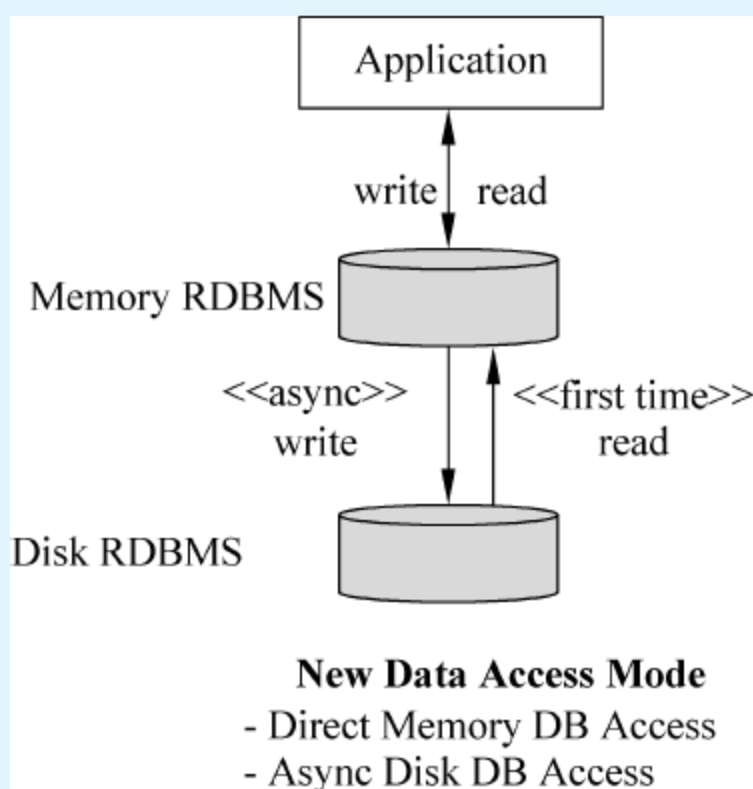 Application
write read
Memory RDBMS
<<async>> <<first time>>
write read
Disk RDBMS
New Data Access Mode
- Direct Memory DB Access
- Async Disk DB Access